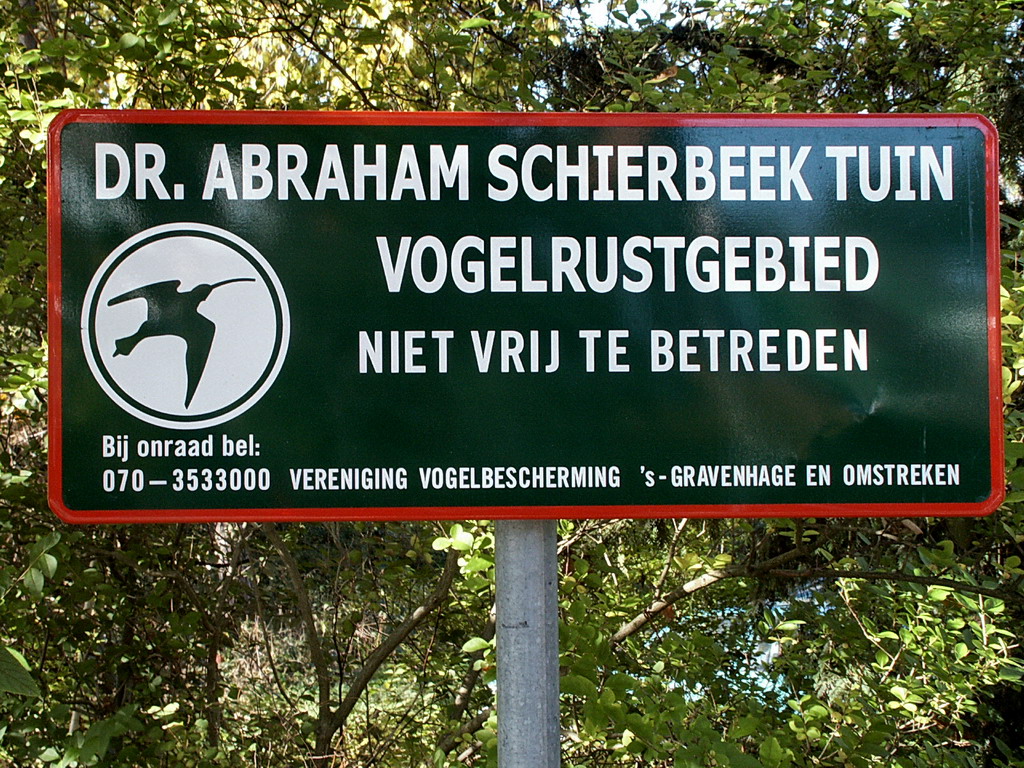 DR. ABRAHAM SCHIERBEEK TUIN
VOGELRUSTGEBIED
NIET VRIJ TE BETREDEN
Bij onraad bel:
070-3533000 VERENIGING VOGELBESCHERMING 's-GRAVENHAGE EN OMSTREKEN